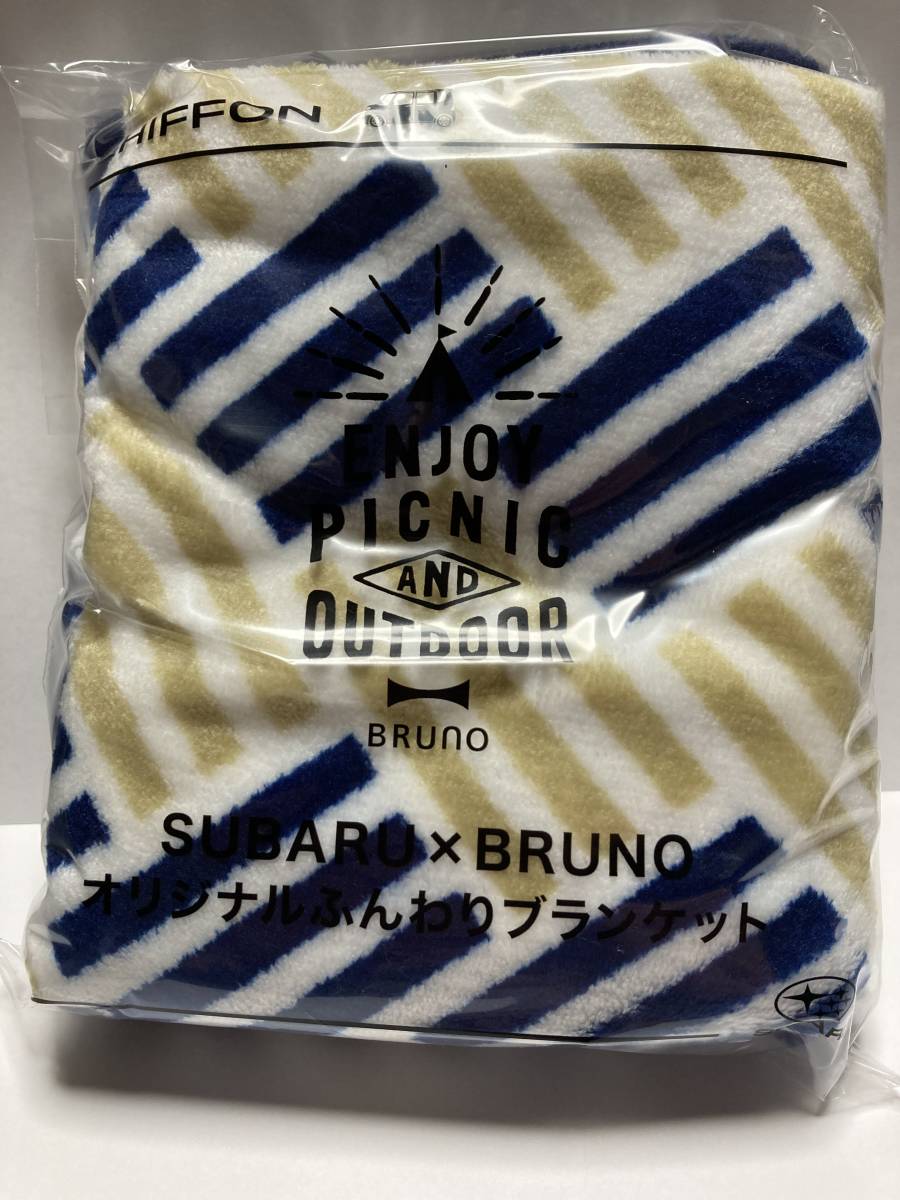 CHIFFON
ENJOY
PICNIC
AND
OUTDOOR
BRUNO
SUBARU×BRUNO
オリジナルふんわりブランケット